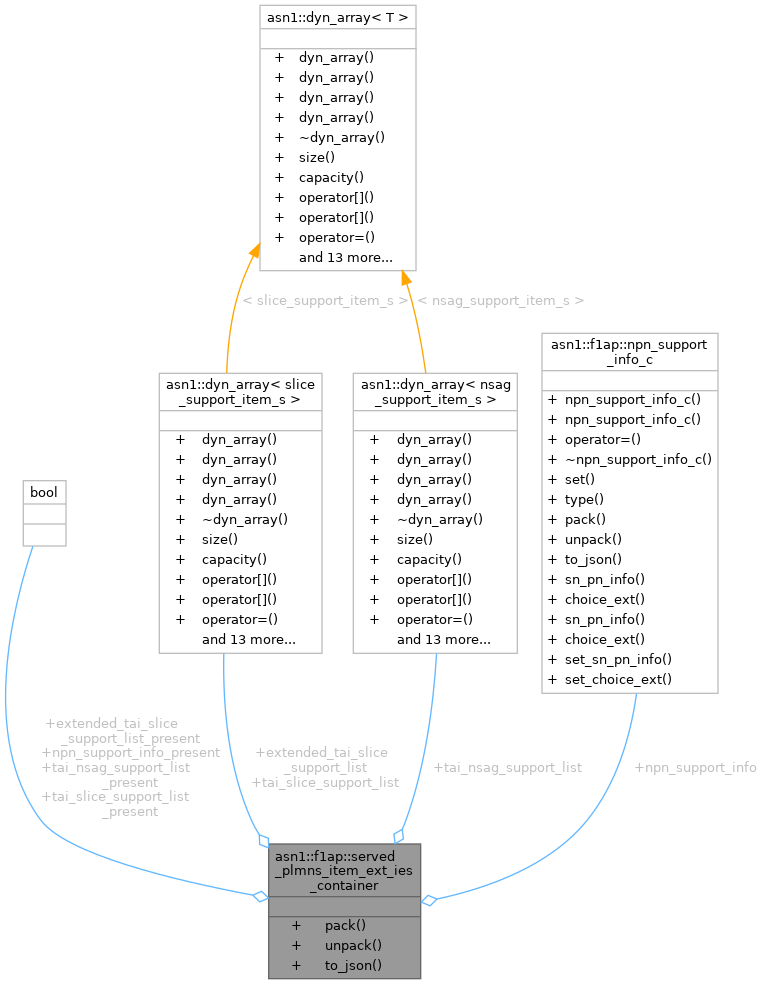 asn1::dyn_array< T >
+ dyn_array()
+ dyn_array()
+ dyn_array()
+ dyn_array()
+ ~dyn_array()
+ size()
+ capacity()
+ operator[]()
+ operator[]()
+ operator=()
and 13 more...
< slice_support_item_s >
< nsag_support_item_s >
asn1::dyn_array< slice
_support_item_s >
+ dyn_array()
+ dyn_array()
+ dyn_array()
+ dyn_array()
+ ~dyn_array()
+ size()
+ capacity()
+ operator[]()
+ operator[]()
+ operator=()
and 13 more...
asn1::dyn_array< nsag
_support_item_s >
+ dyn_array()
+ dyn_array()
+ dyn_array()
+ dyn_array()
+ ~dyn_array()
+ size()
+ capacity()
+ operator[]()
+ operator[]()
+ operator=()
and 13 more...
asn1::f1ap::npn_support
_info_c
+ npn_support_info_c()
+ npn_support_info_c()
+ operator=()
+ ~npn_support_info_c()
+ set()
+ type()
+ pack()
+ unpack()
+ to_json()
+ sn_pn_info()
+ choice_ext()
+ sn_pn_info()
+ choice_ext()
+ set_sn_pn_info()
+ set_choice_ext()
bool
+extended_tai_slice
_support_list_present
+npn_support_info_present
+tai_nsag_support_list
_present
+tai_slice_support_list
_present
+extended_tai_slice
_support_list
+tai_slice_support_list
+tai_nsag_support_list
+npn_support_info
asn1::f1ap::served
_plmns_item_ext_ies
_container
+ pack()
+ unpack()
+ to_json()